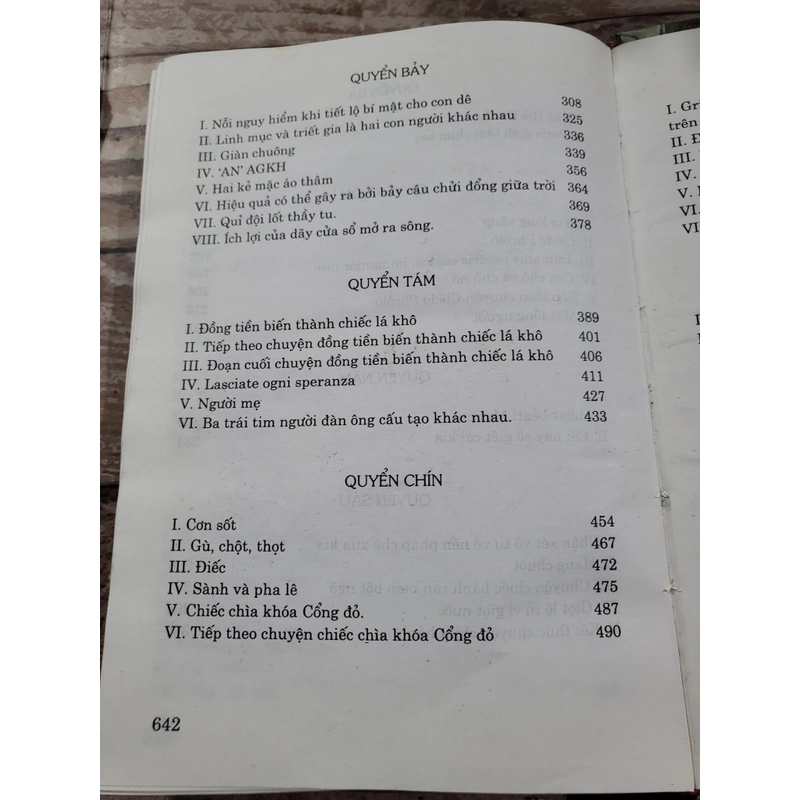 QUYỂN BẢY
I. Nỗi nguy hiểm khi tiết lộ bí mật cho con dê 308
II. Linh mục và triết gia là hai con người khác nhau 325
III. Giàn chuông 336
IV. 'AN' AGKH 339
V. Hai kẻ mặc áo thâm 356
VI. Hiệu quả có thể gây ra bởi bảy câu chửi đổng giữa trời 364
VII. Quỉ đội lốt thầy tu. 369
VIII. Ích lợi của dãy cửa sổ mở ra sông. 378
QUYỂN TÁM
I. Đồng tiền biến thành chiếc lá khô 389
II. Tiếp theo chuyện đồng tiền biến thành chiếc lá khô 401
III. Đoạn cuối chuyện đồng tiền biến thành chiếc lá khô 406
IV. Lasciate ogni speranza 411
V. Người mẹ 427
VI. Ba trái tim người đàn ông cấu tạo khác nhau. 433
QUYỂN CHÍN
I. Cơn sốt 454
II. Gù, chột, thọt 467
III. Điếc 472
IV. Sành và pha lê 475
V. Chiếc chìa khóa Cổng đỏ. 487
VI. Tiếp theo chuyện chiếc chìa khóa Cổng đỏ 490
642
I. Gr
trên
II. Đ
III.
IV.
V. N
VI.
VI